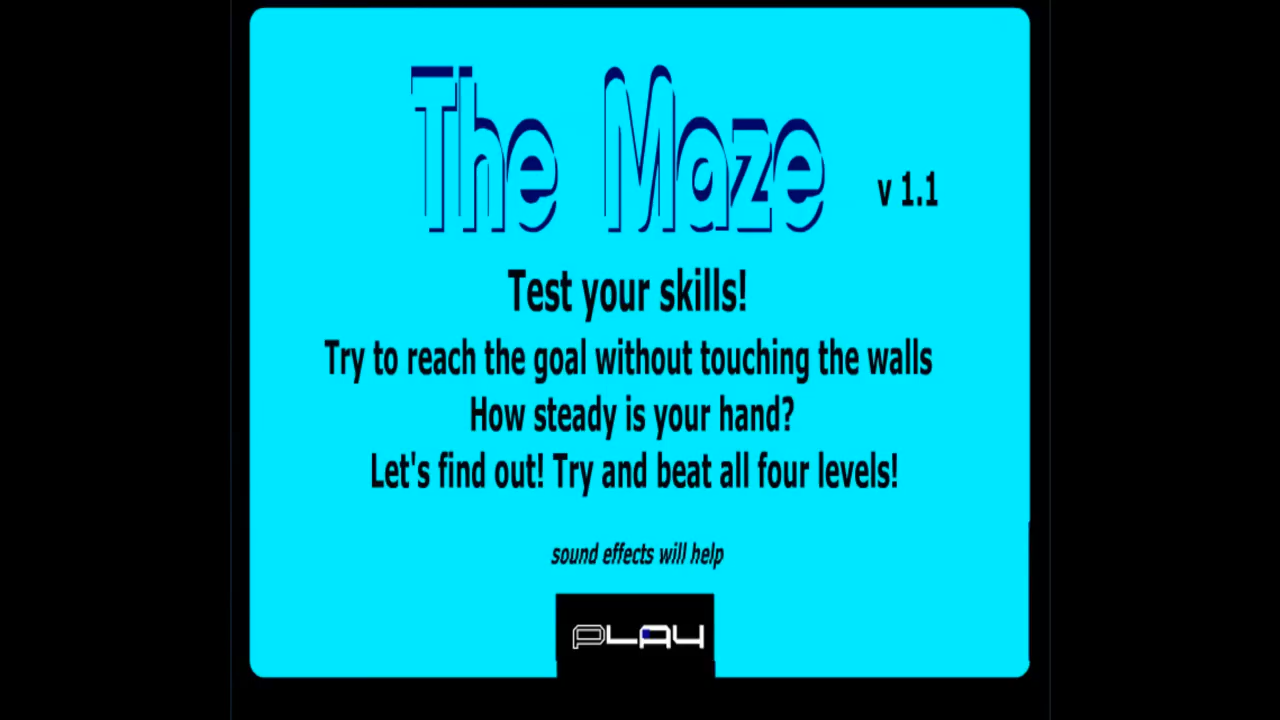 The Maze
v 1.1
Test your skills!
Try to reach the goal without touching the walls
How steady is your hand?
Let's find out! Try and beat all four levels!
sound effects will help
PLAY